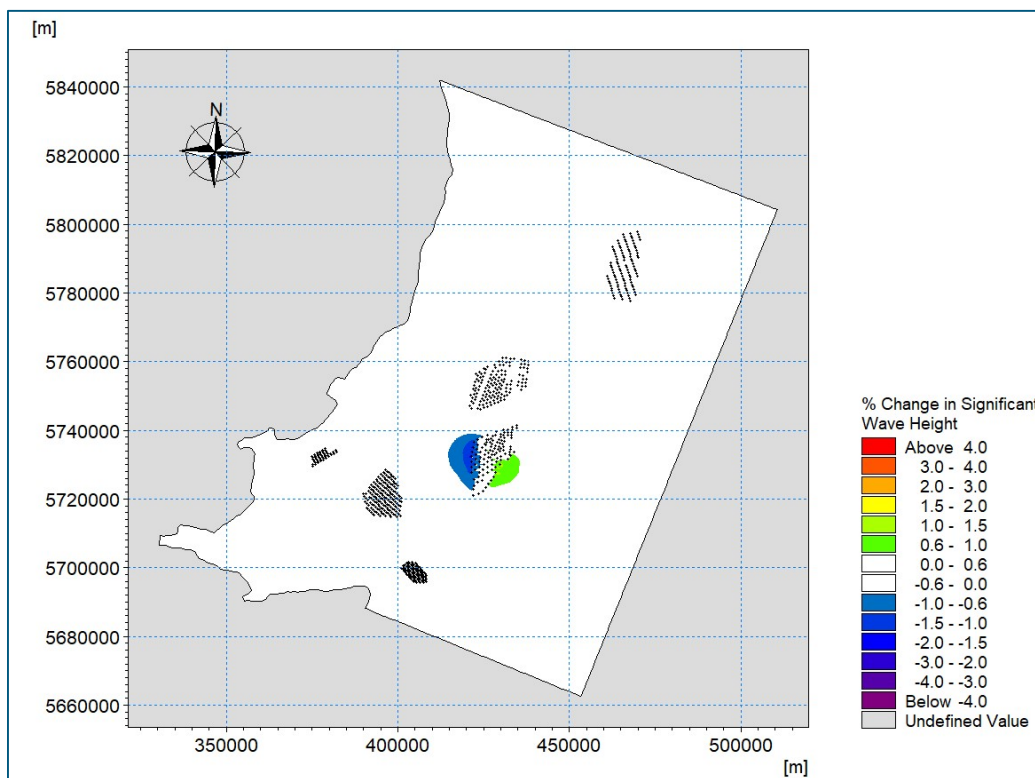 [m]
N
5840000
5820000
5800000
5780000
5760000
5740000
5720000
5700000
5680000
5660000
350000
400000
450000
500000
[m]
% Change in Significant
Wave Height
Above 4.0
3.0 - 4.0
2.0 - 3.0
1.5 - 2.0
1.0 - 1.5
0.6 - 1.0
0.0 - 0.6
-0.6 - 0.0
-1.0 - -0.6
-1.5 - -1.0
-2.0 - -1.5
-3.0 - -2.0
-4.0 - -3.0
Below -4.0
Undefined Value